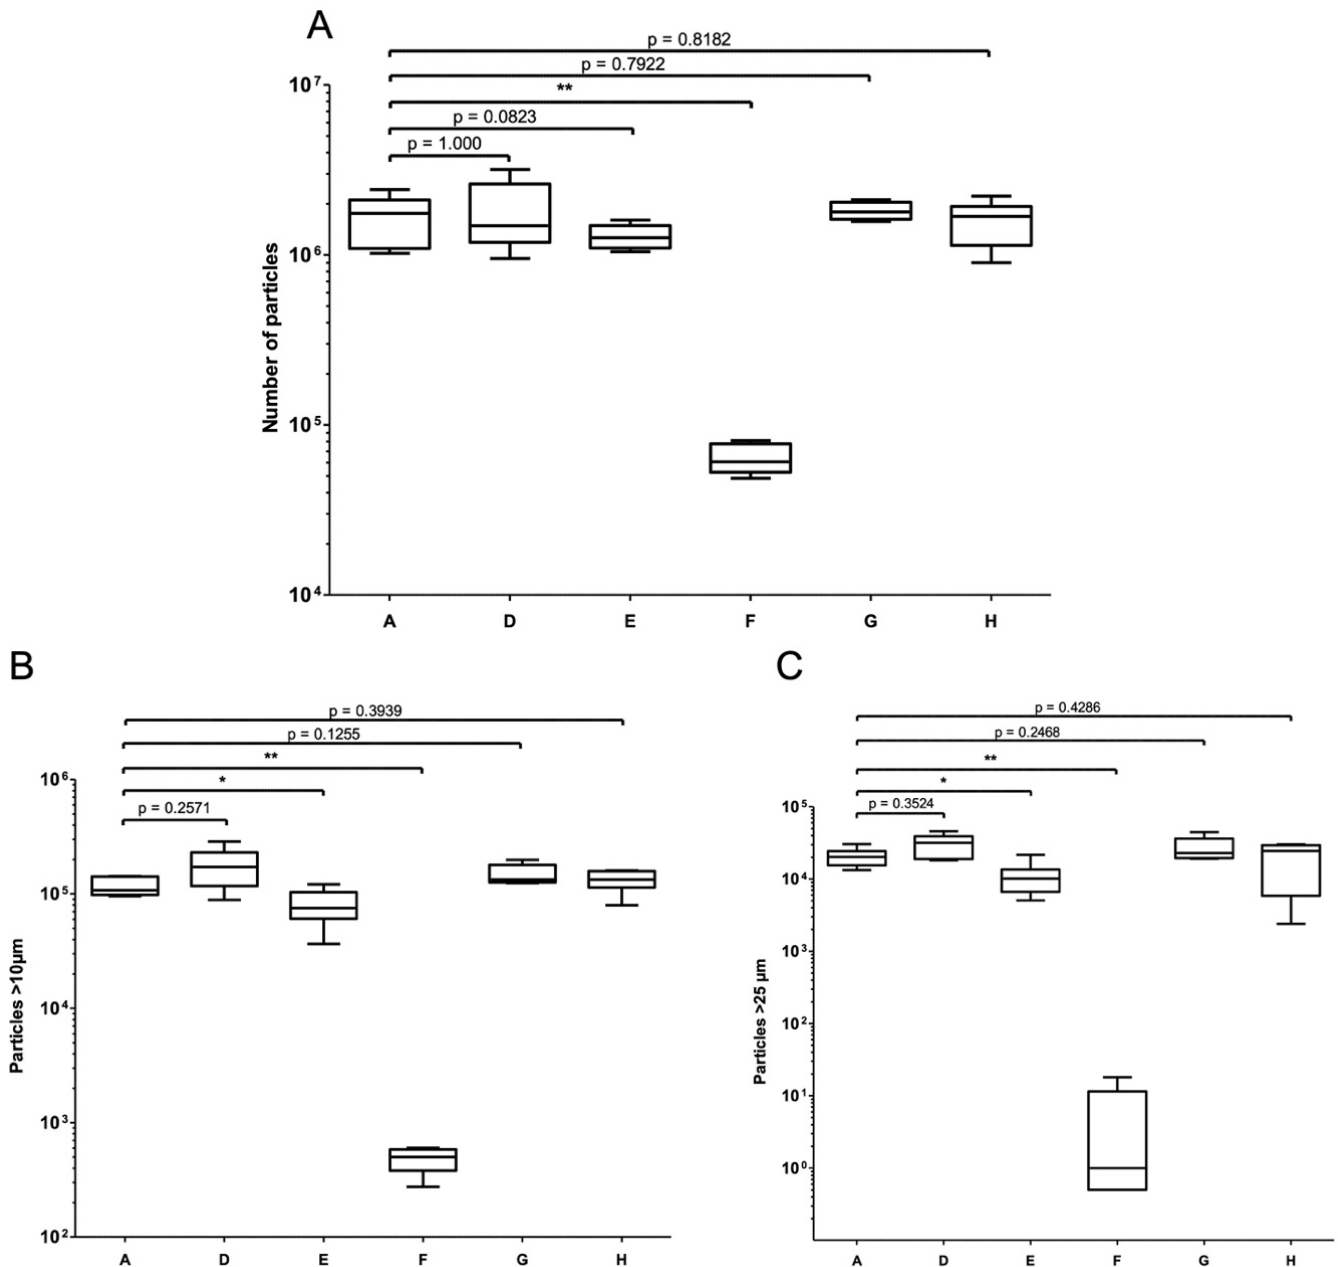 A
p = 0.8182
p = 0.7922
**
p = 0.0823
p = 1.000
10⁷
10⁶
10⁵
10⁴
Number of particles
A D E F G H
B
p = 0.3939
p = 0.1255
**
*
p = 0.2571
10⁶
10⁵
10⁴
10³
10²
Particles >10µm
A D E F G H
C
p = 0.4286
p = 0.2468
**
*
p = 0.3524
10⁵
10⁴
10³
10²
10¹
10⁰
Particles >25 µm
A D E F G H